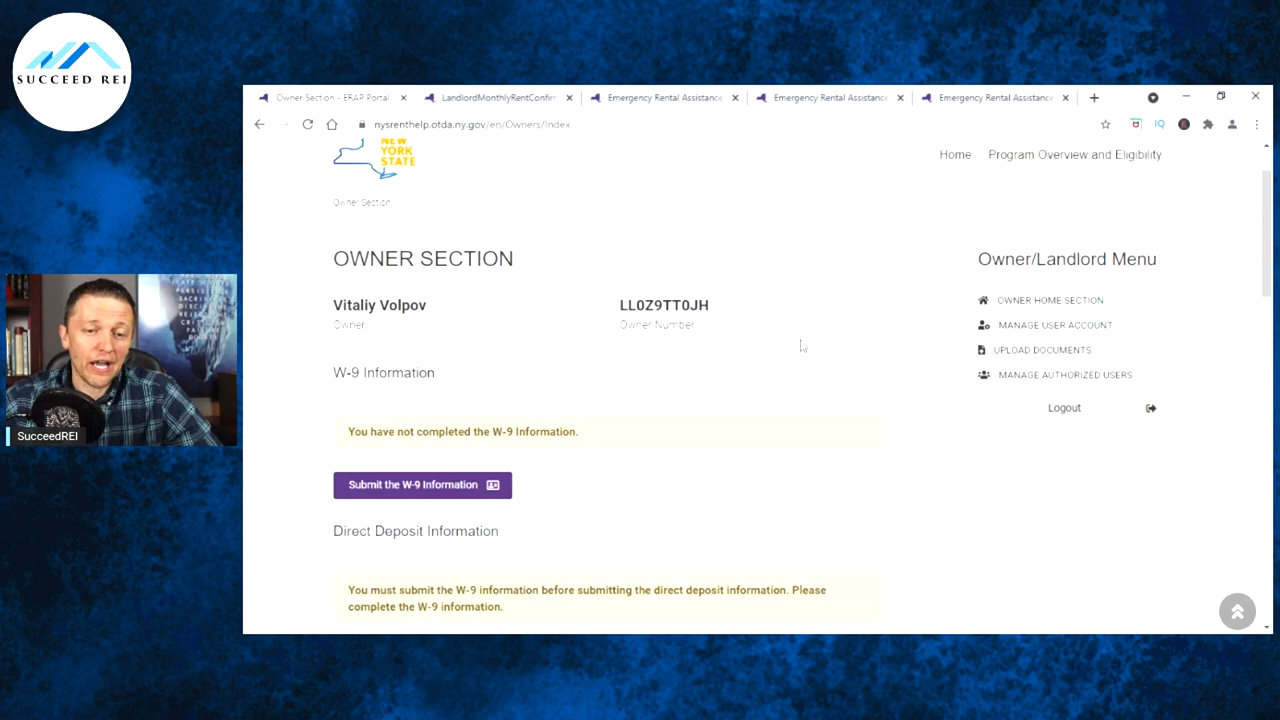 SUCCEED REI
Owner Section - ERAP Portal
LandlordMonthlyRentConfirm
Emergency Rental Assistance
Emergency Rental Assistance
Emergency Rental Assistance
nysrenthelp.otda.ny.gov/en/Owners/Index
IQ
NEW
YORK
STATE
Home
Program Overview and Eligibility
Owner Section
OWNER SECTION
Owner/Landlord Menu
Vitaliy Volpov
LL0Z9TT0JH
Owner
Owner Number
OWNER HOME SECTION
MANAGE USER ACCOUNT
UPLOAD DOCUMENTS
MANAGE AUTHORIZED USERS
Logout
W-9 Information
You have not completed the W-9 Information.
Submit the W-9 Information
Direct Deposit Information
You must submit the W-9 information before submitting the direct deposit information. Please
complete the W-9 information.
SucceedREI